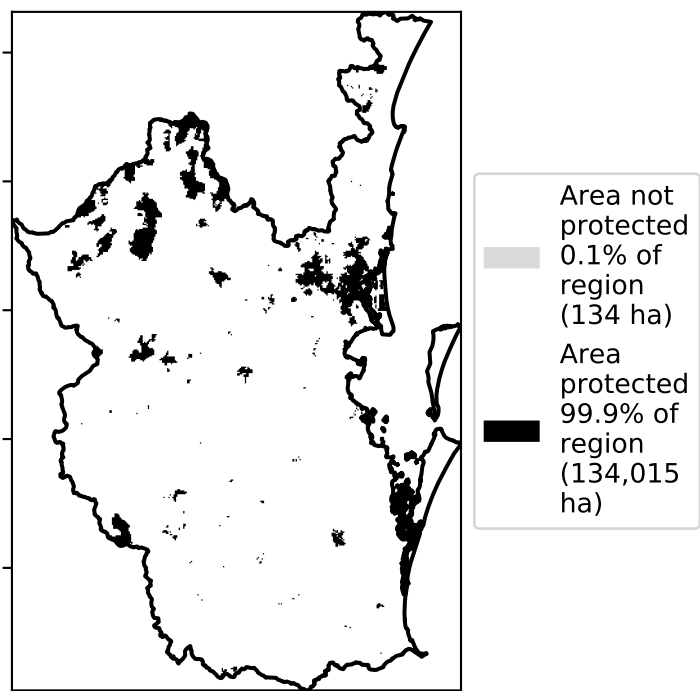 Area not
protected
0.1% of
region
(134 ha)
Area
protected
99.9% of
region
(134,015
ha)